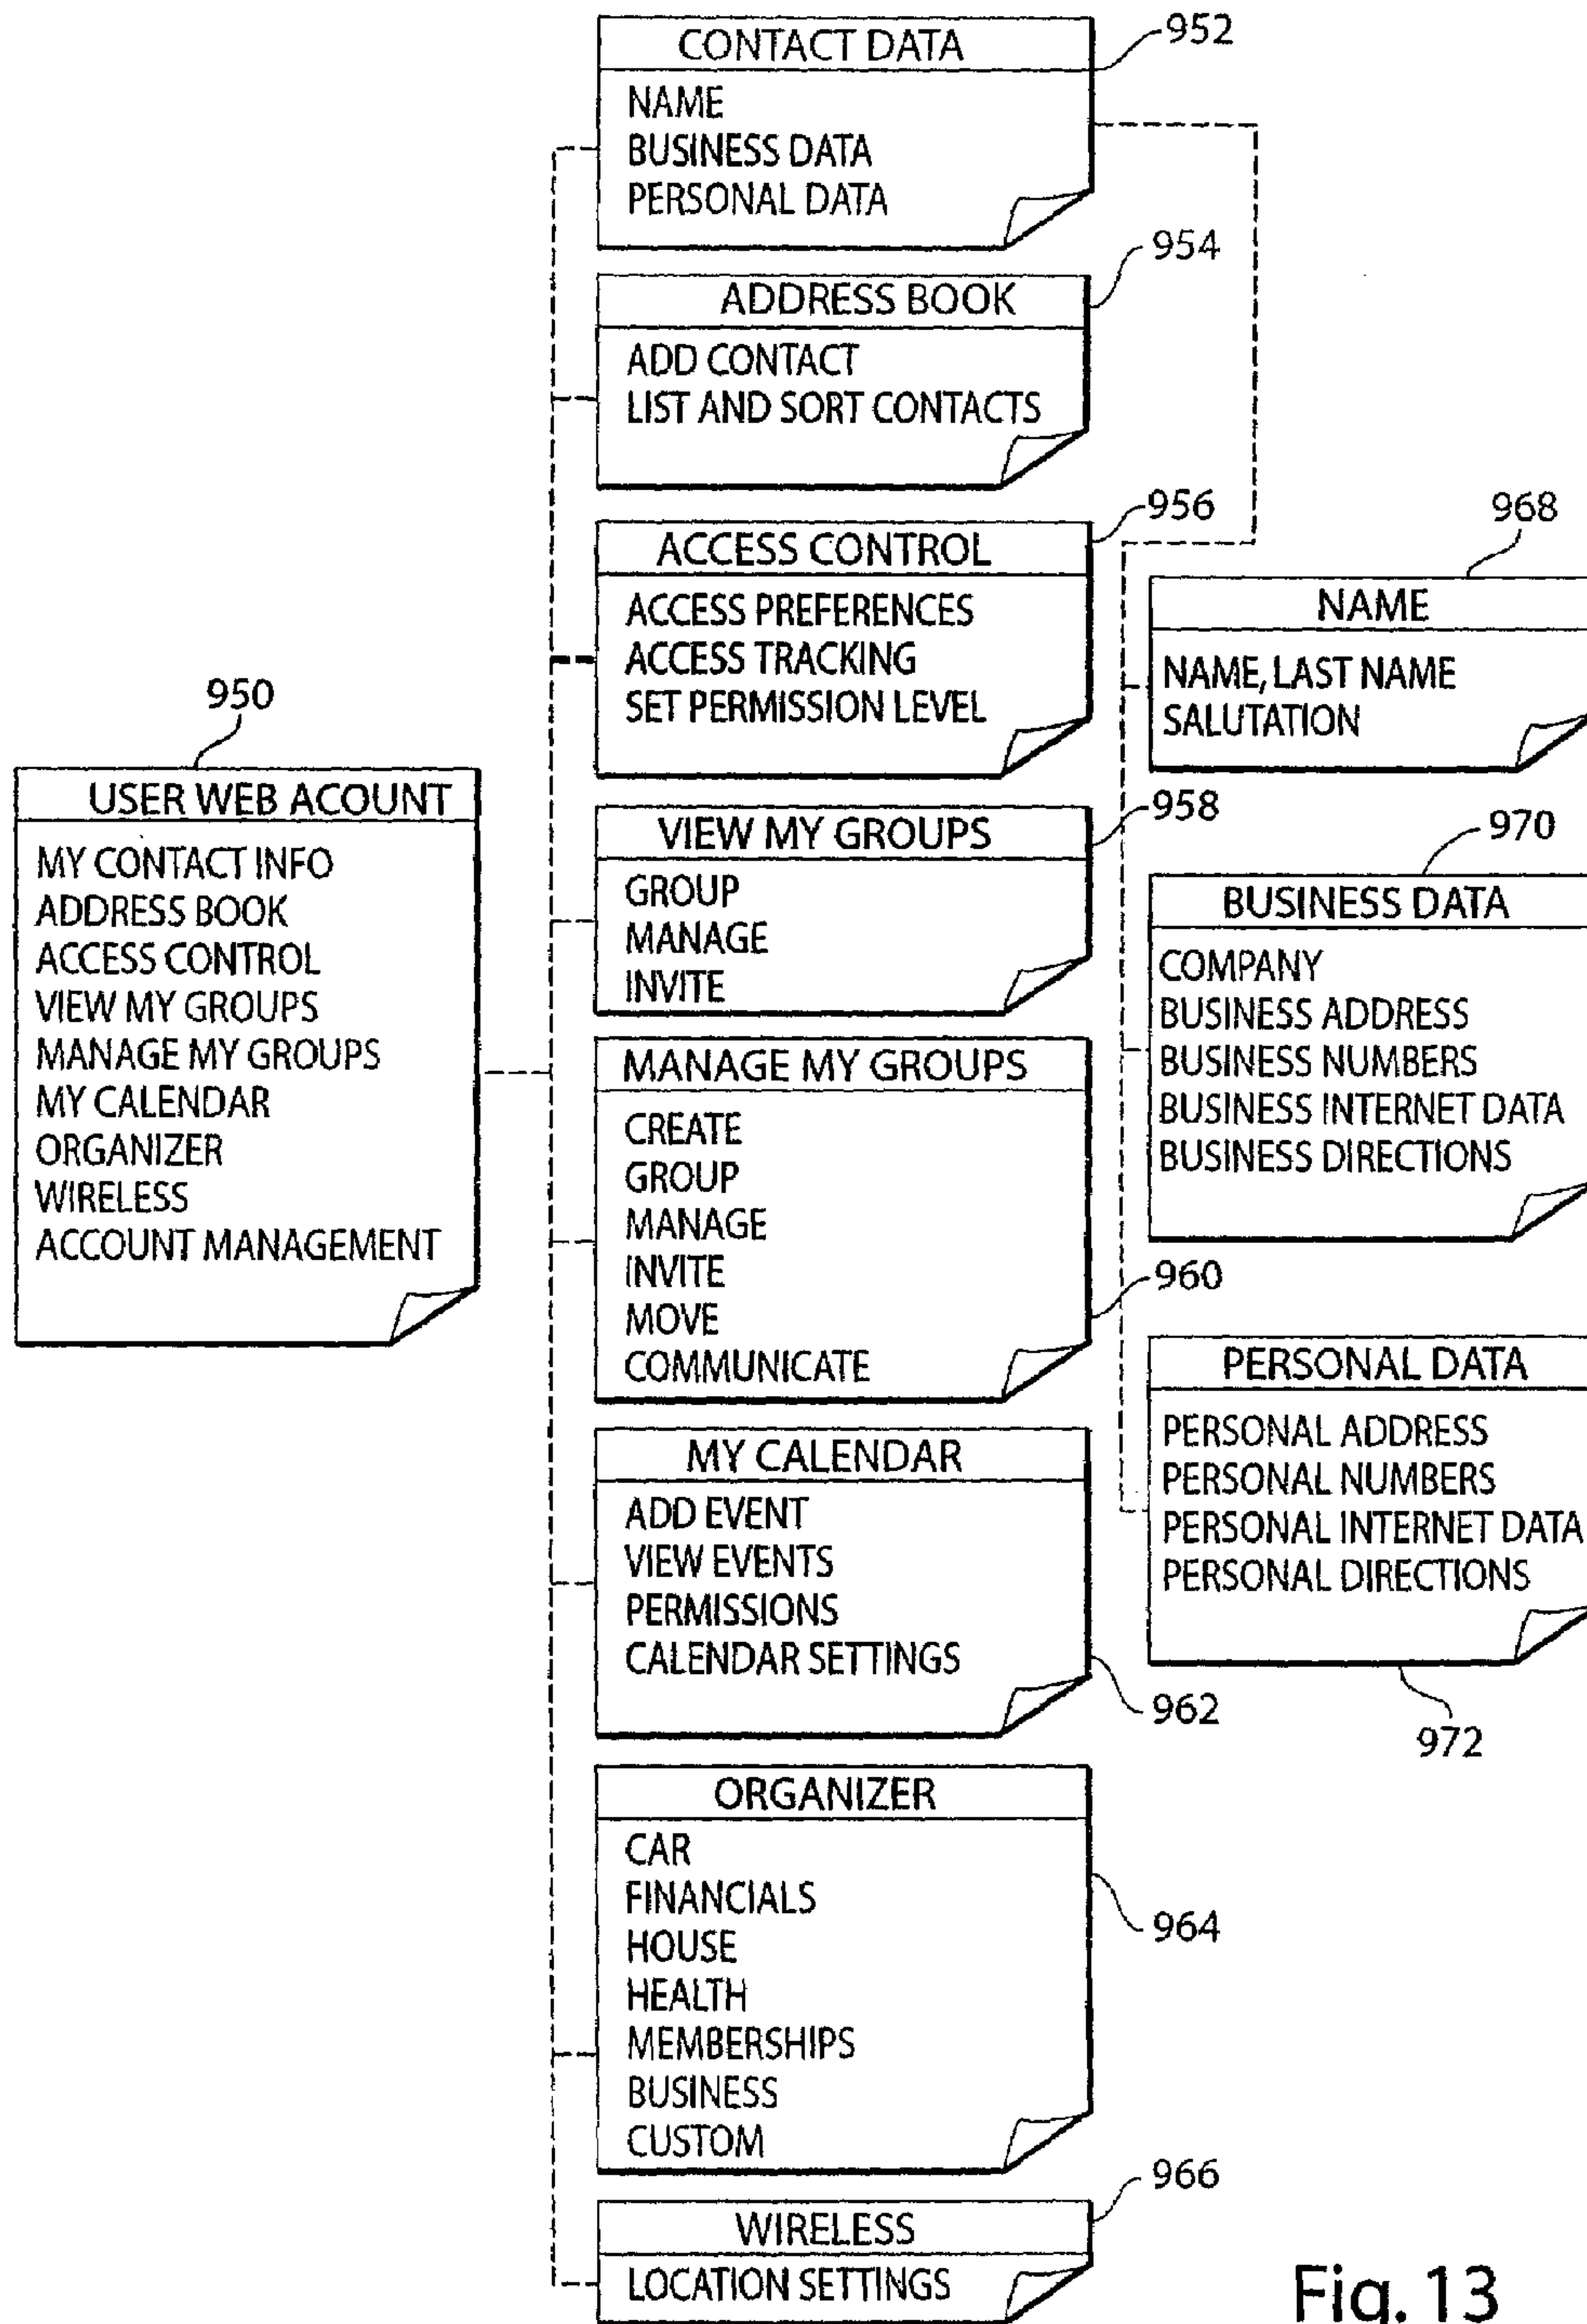 CONTACT DATA
952
NAME
BUSINESS DATA
PERSONAL DATA
954
ADDRESS BOOK
ADD CONTACT
LIST AND SORT CONTACTS
956
ACCESS CONTROL
ACCESS PREFERENCES
ACCESS TRACKING
SET PERMISSION LEVEL
968
NAME
NAME, LAST NAME
SALUTATION
950
USER WEB ACOUNT
MY CONTACT INFO
ADDRESS BOOK
ACCESS CONTROL
VIEW MY GROUPS
MANAGE MY GROUPS
MY CALENDAR
ORGANIZER
WIRELESS
ACCOUNT MANAGEMENT
958
VIEW MY GROUPS
GROUP
MANAGE
INVITE
970
BUSINESS DATA
COMPANY
BUSINESS ADDRESS
BUSINESS NUMBERS
BUSINESS INTERNET DATA
BUSINESS DIRECTIONS
MANAGE MY GROUPS
CREATE
GROUP
MANAGE
INVITE
MOVE
COMMUNICATE
960
PERSONAL DATA
PERSONAL ADDRESS
PERSONAL NUMBERS
PERSONAL INTERNET DATA
PERSONAL DIRECTIONS
972
MY CALENDAR
ADD EVENT
VIEW EVENTS
PERMISSIONS
CALENDAR SETTINGS
962
ORGANIZER
CAR
FINANCIALS
HOUSE
HEALTH
MEMBERSHIPS
BUSINESS
CUSTOM
964
966
WIRELESS
LOCATION SETTINGS
Fig. 13